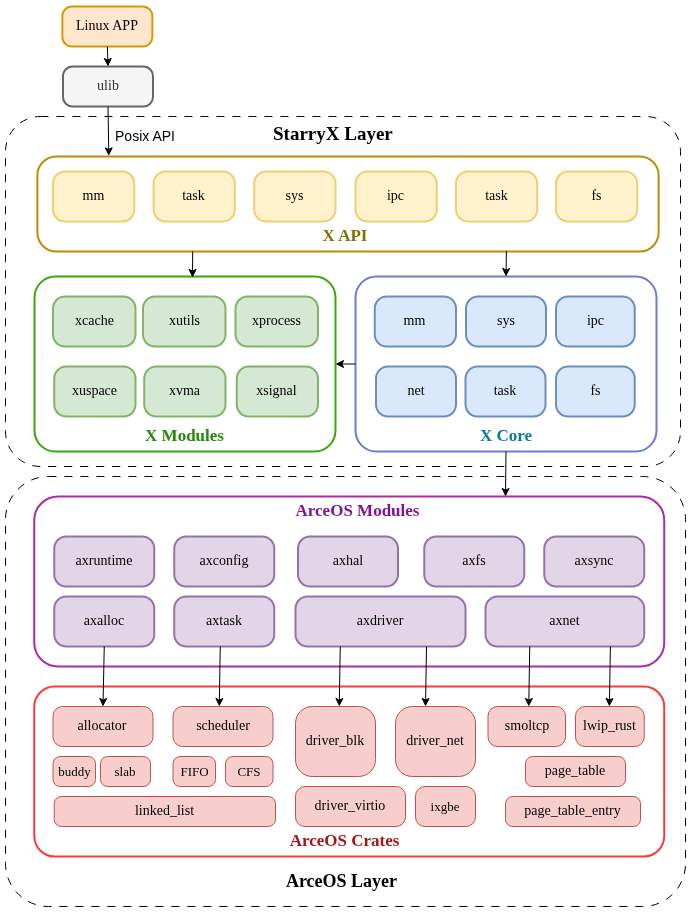 Linux APP
ulib
Posix API
StarryX Layer
mm task sys ipc task fs
X API
xcache xutils xprocess
xuspace xvma xsignal
X Modules
mm sys ipc
net task fs
X Core
ArceOS Modules
axruntime axconfig axhal axfs axsync
axalloc axtask axdriver axnet
allocator scheduler driver_blk driver_net smoltcp lwip_rust
buddy slab FIFO CFS page_table
linked_list driver_virtio ixgbe page_table_entry
ArceOS Crates
ArceOS Layer